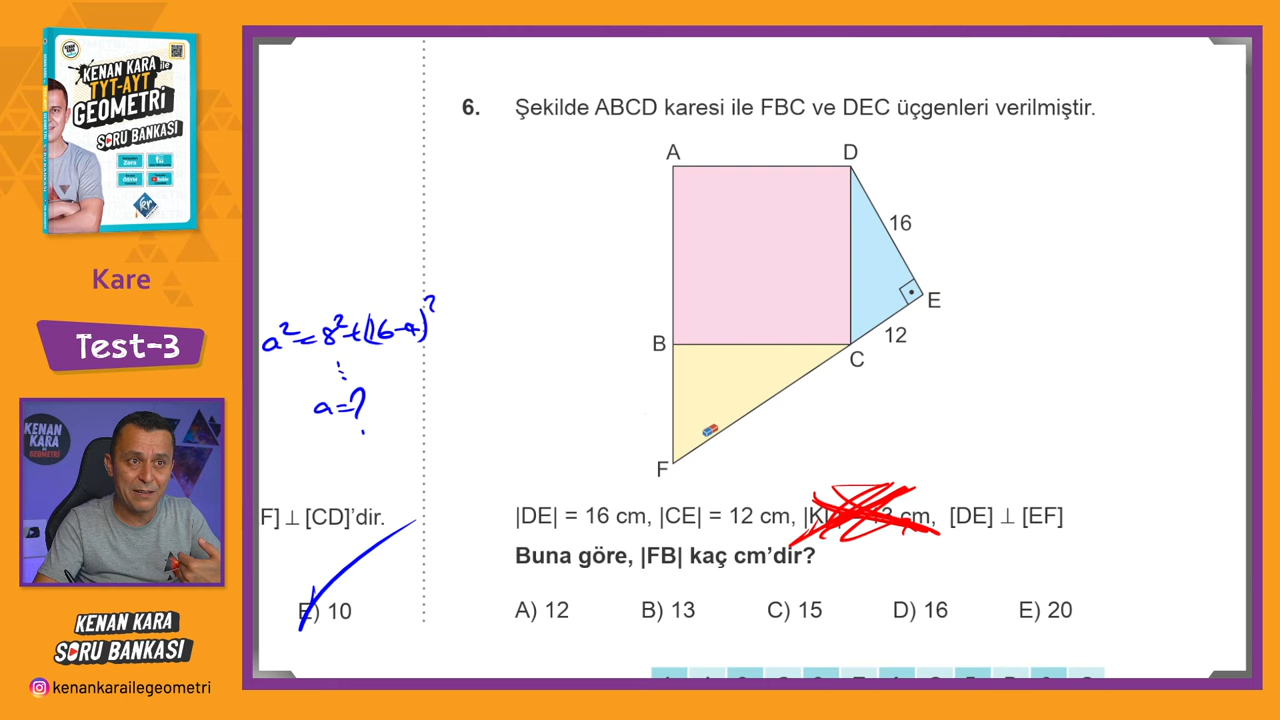 KENAN KARA ile
TYT-AYT
GEOMETRİ
SORU BANKASI
Kare
Test-3
KENAN KARA
GEOMETRİ
KENAN KARA
SORU BANKASI
kenankarailegeometri
a² = 8² + (16-a)²
a=?
F] ⊥ [CD]’dir.
E) 10
6. Şekilde ABCD karesi ile FBC ve DEC üçgenleri verilmiştir.
A D
16
E
B 12
C
F
|DE| = 16 cm, |CE| = 12 cm, |K 13 cm, [DE] ⊥ [EF]
Buna göre, |FB| kaç cm’dir?
A) 12 B) 13 C) 15 D) 16 E) 20